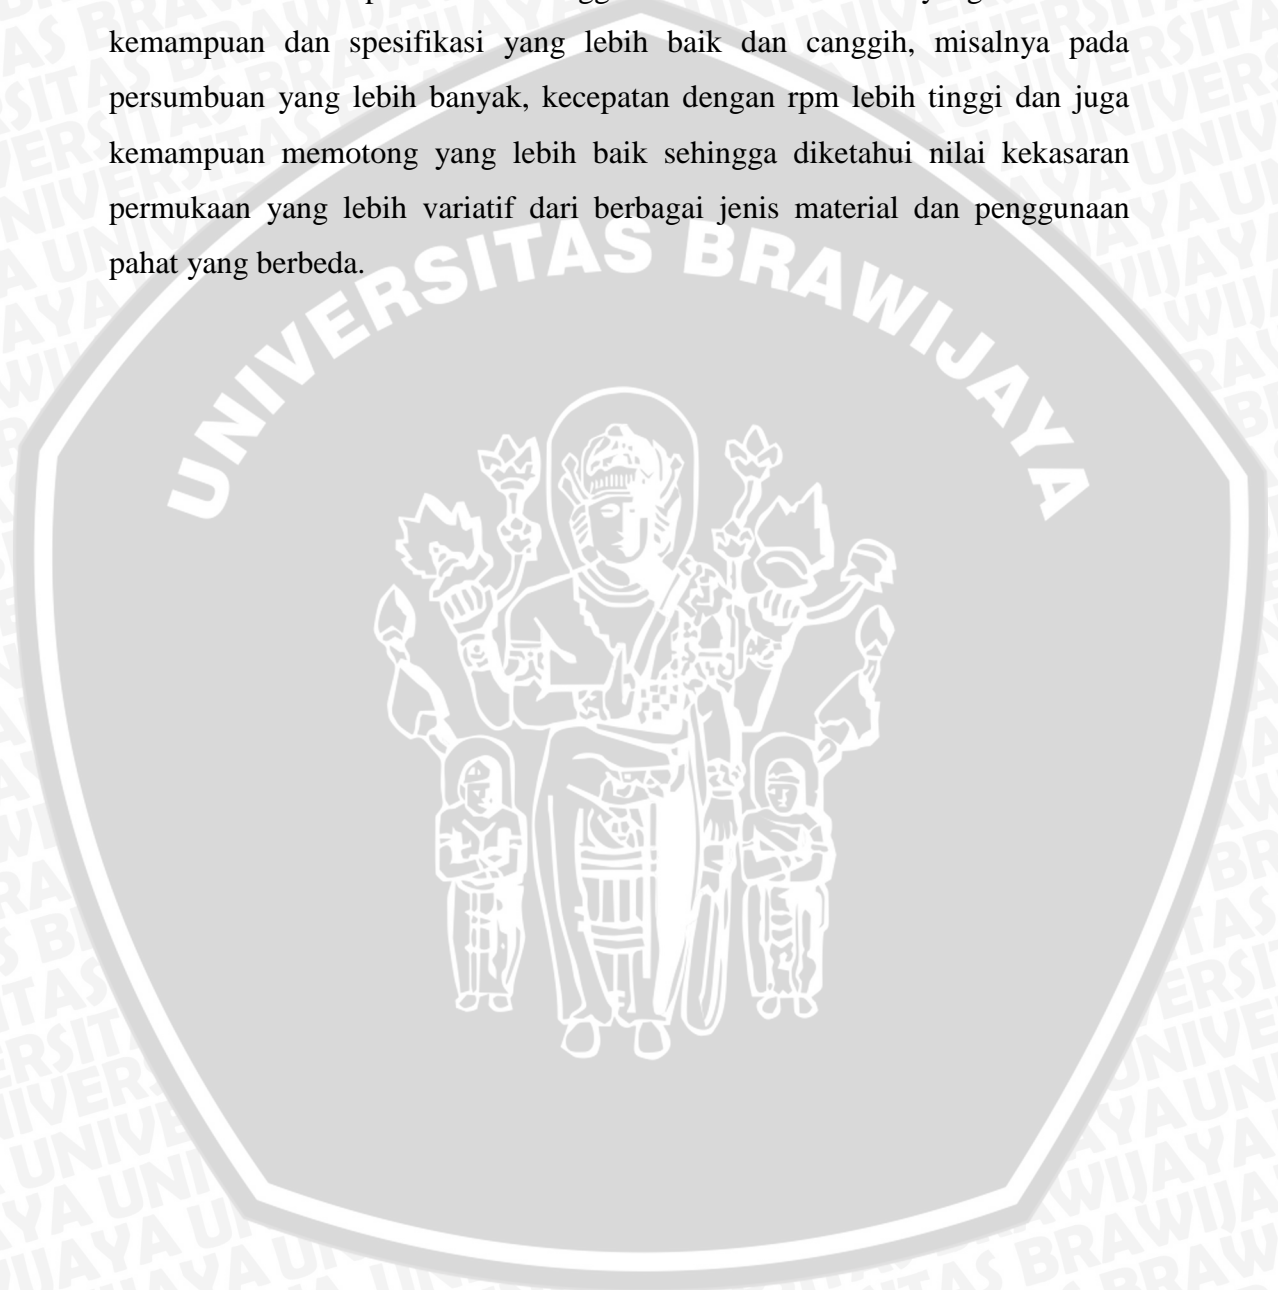 kemampuan dan spesifikasi yang lebih baik dan canggih, misalnya pada
persumbuan yang lebih banyak, kecepatan dengan rpm lebih tinggi dan juga
kemampuan memotong yang lebih baik sehingga diketahui nilai kekasaran
permukaan yang lebih variatif dari berbagai jenis material dan penggunaan
pahat yang berbeda.
UNIVERSITAS BRAWIJAYA